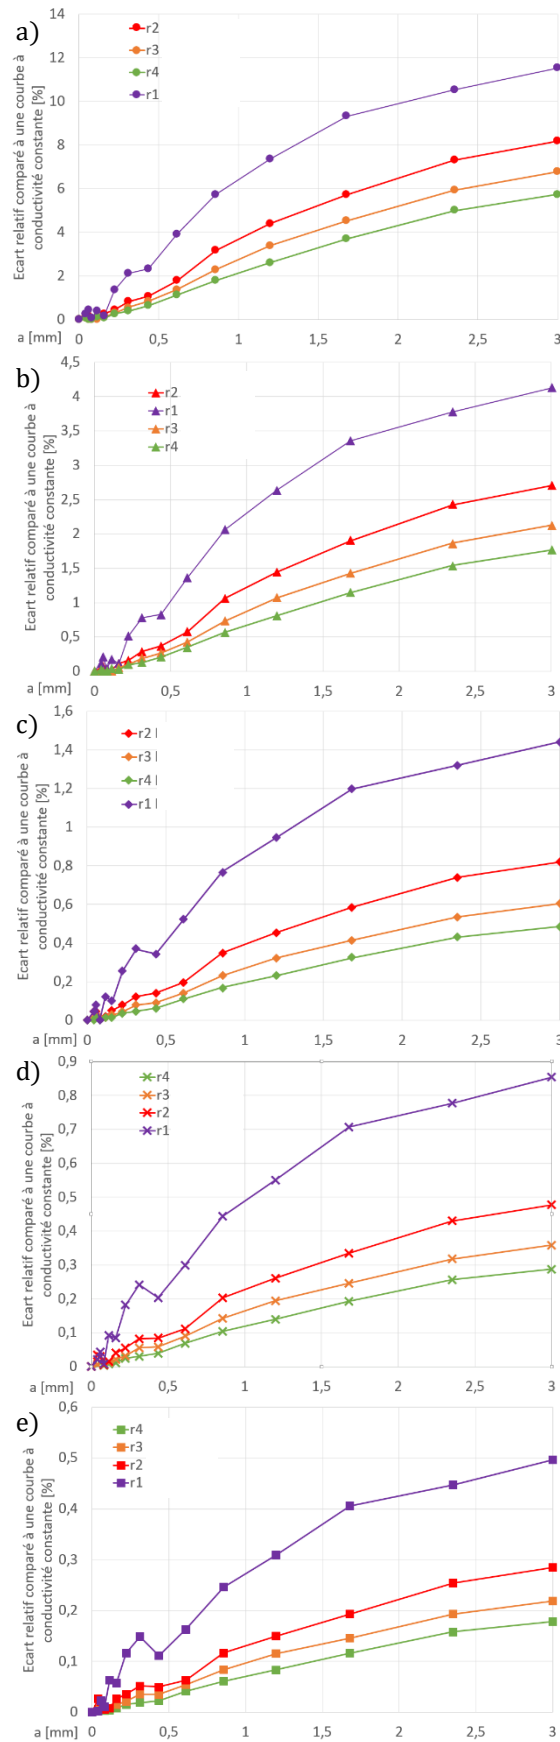 a)
Ecart relatif comparé à une courbe à
conductivité constante [%]
14
12
10
8
6
4
2
0
r2
r3
r4
r1
a [mm] 0 0,5 1 1,5 2 2,5 3
b)
Ecart relatif comparé à une courbe à
conductivité constante [%]
4,5
4
3,5
3
2,5
2
1,5
1
0,5
0
r2
r1
r3
r4
a [mm] 0 0,5 1 1,5 2 2,5 3
c)
Ecart relatif comparé à une courbe à
conductivité constante [%]
1,6
1,4
1,2
1
0,8
0,6
0,4
0,2
0
r2
r3
r4
r1
a [mm] 0 0,5 1 1,5 2 2,5 3
d)
Ecart relatif comparé à une courbe à
conductivité constante [%]
0,9
0,8
0,7
0,6
0,5
0,4
0,3
0,2
0,1
0
r4
r3
r2
r1
a [mm] 0 0,5 1 1,5 2 2,5 3
e)
Ecart relatif comparé à une courbe à
conductivité constante [%]
0,6
0,5
0,4
0,3
0,2
0,1
0
r4
r3
r2
r1
a [mm] 0 0,5 1 1,5 2 2,5 3